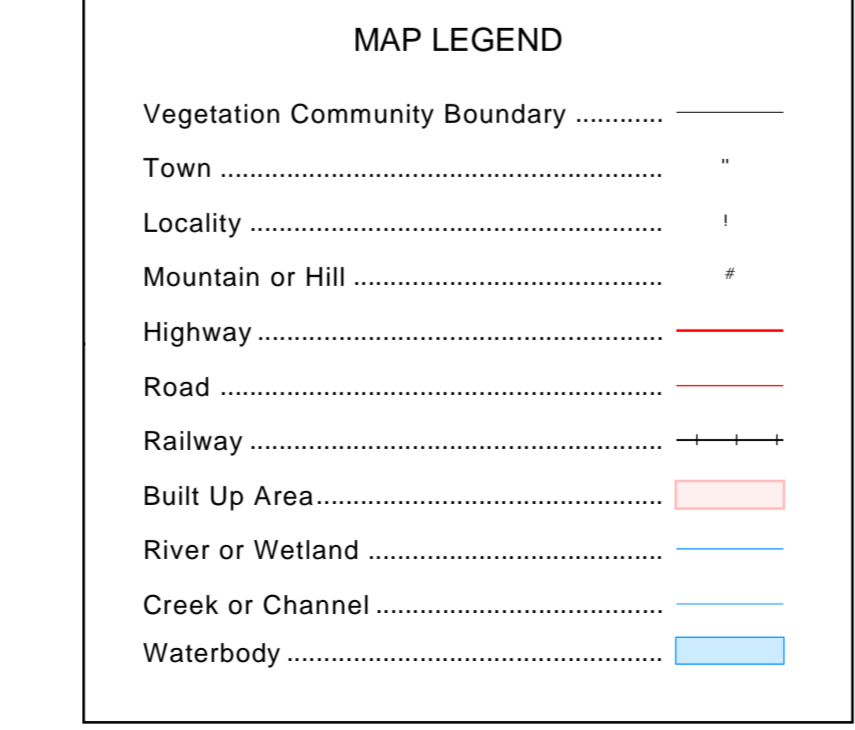 MAP LEGEND
Vegetation Community Boundary ............
Town ............................................................ "
Locality ........................................................ !
Mountain or Hill .......................................... #
Highway .......................................................
Road ............................................................
Railway ........................................................
Built Up Area...............................................
River or Wetland ........................................
Creek or Channel .......................................
Waterbody ...................................................